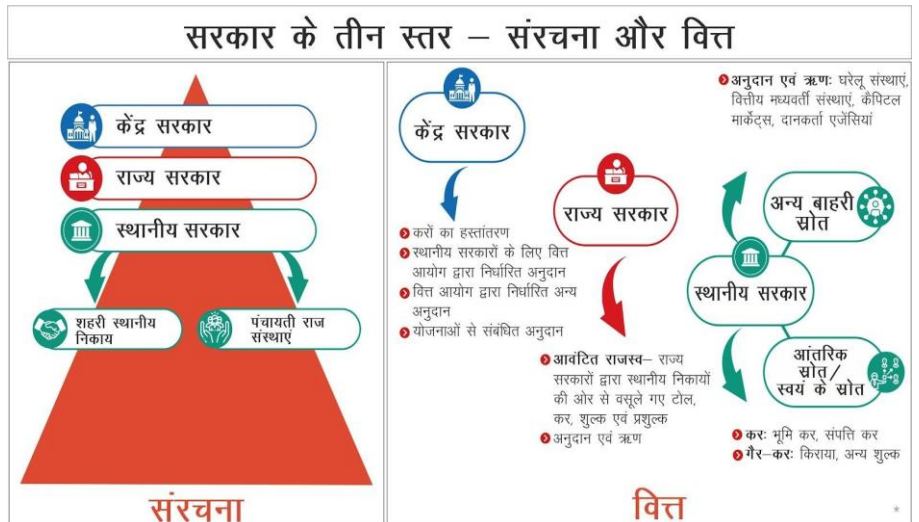 सरकार के तीन स्तर – संरचना और वित्त
केंद्र सरकार
राज्य सरकार
स्थानीय सरकार
शहरी स्थानीय
निकाय
पंचायती राज
संस्थाएं
संरचना
केंद्र सरकार
करों का हस्तांतरण
स्थानीय सरकारों के लिए वित्त
आयोग द्वारा निर्धारित अनुदान
वित्त आयोग द्वारा निर्धारित अन्य
अनुदान
योजनाओं से संबंधित अनुदान
राज्य सरकार
आवंटित राजस्व– राज्य
सरकारों द्वारा स्थानीय निकायों
की ओर से वसूले गए टोल,
कर, शुल्क एवं प्रशुल्क
अनुदान एवं ऋण
अनुदान एवं ऋणः घरेलू संस्थाएं,
वित्तीय मध्यवर्ती संस्थाएं, कैपिटल
मार्केट्स, दानकर्ता एजेंसियां
अन्य बाहरी
स्रोत
स्थानीय सरकार
आंतरिक
स्रोत/
स्वयं के स्रोत
करः भूमि कर, संपत्ति कर
गैर–करः किराया, अन्य शुल्क
वित्त
*